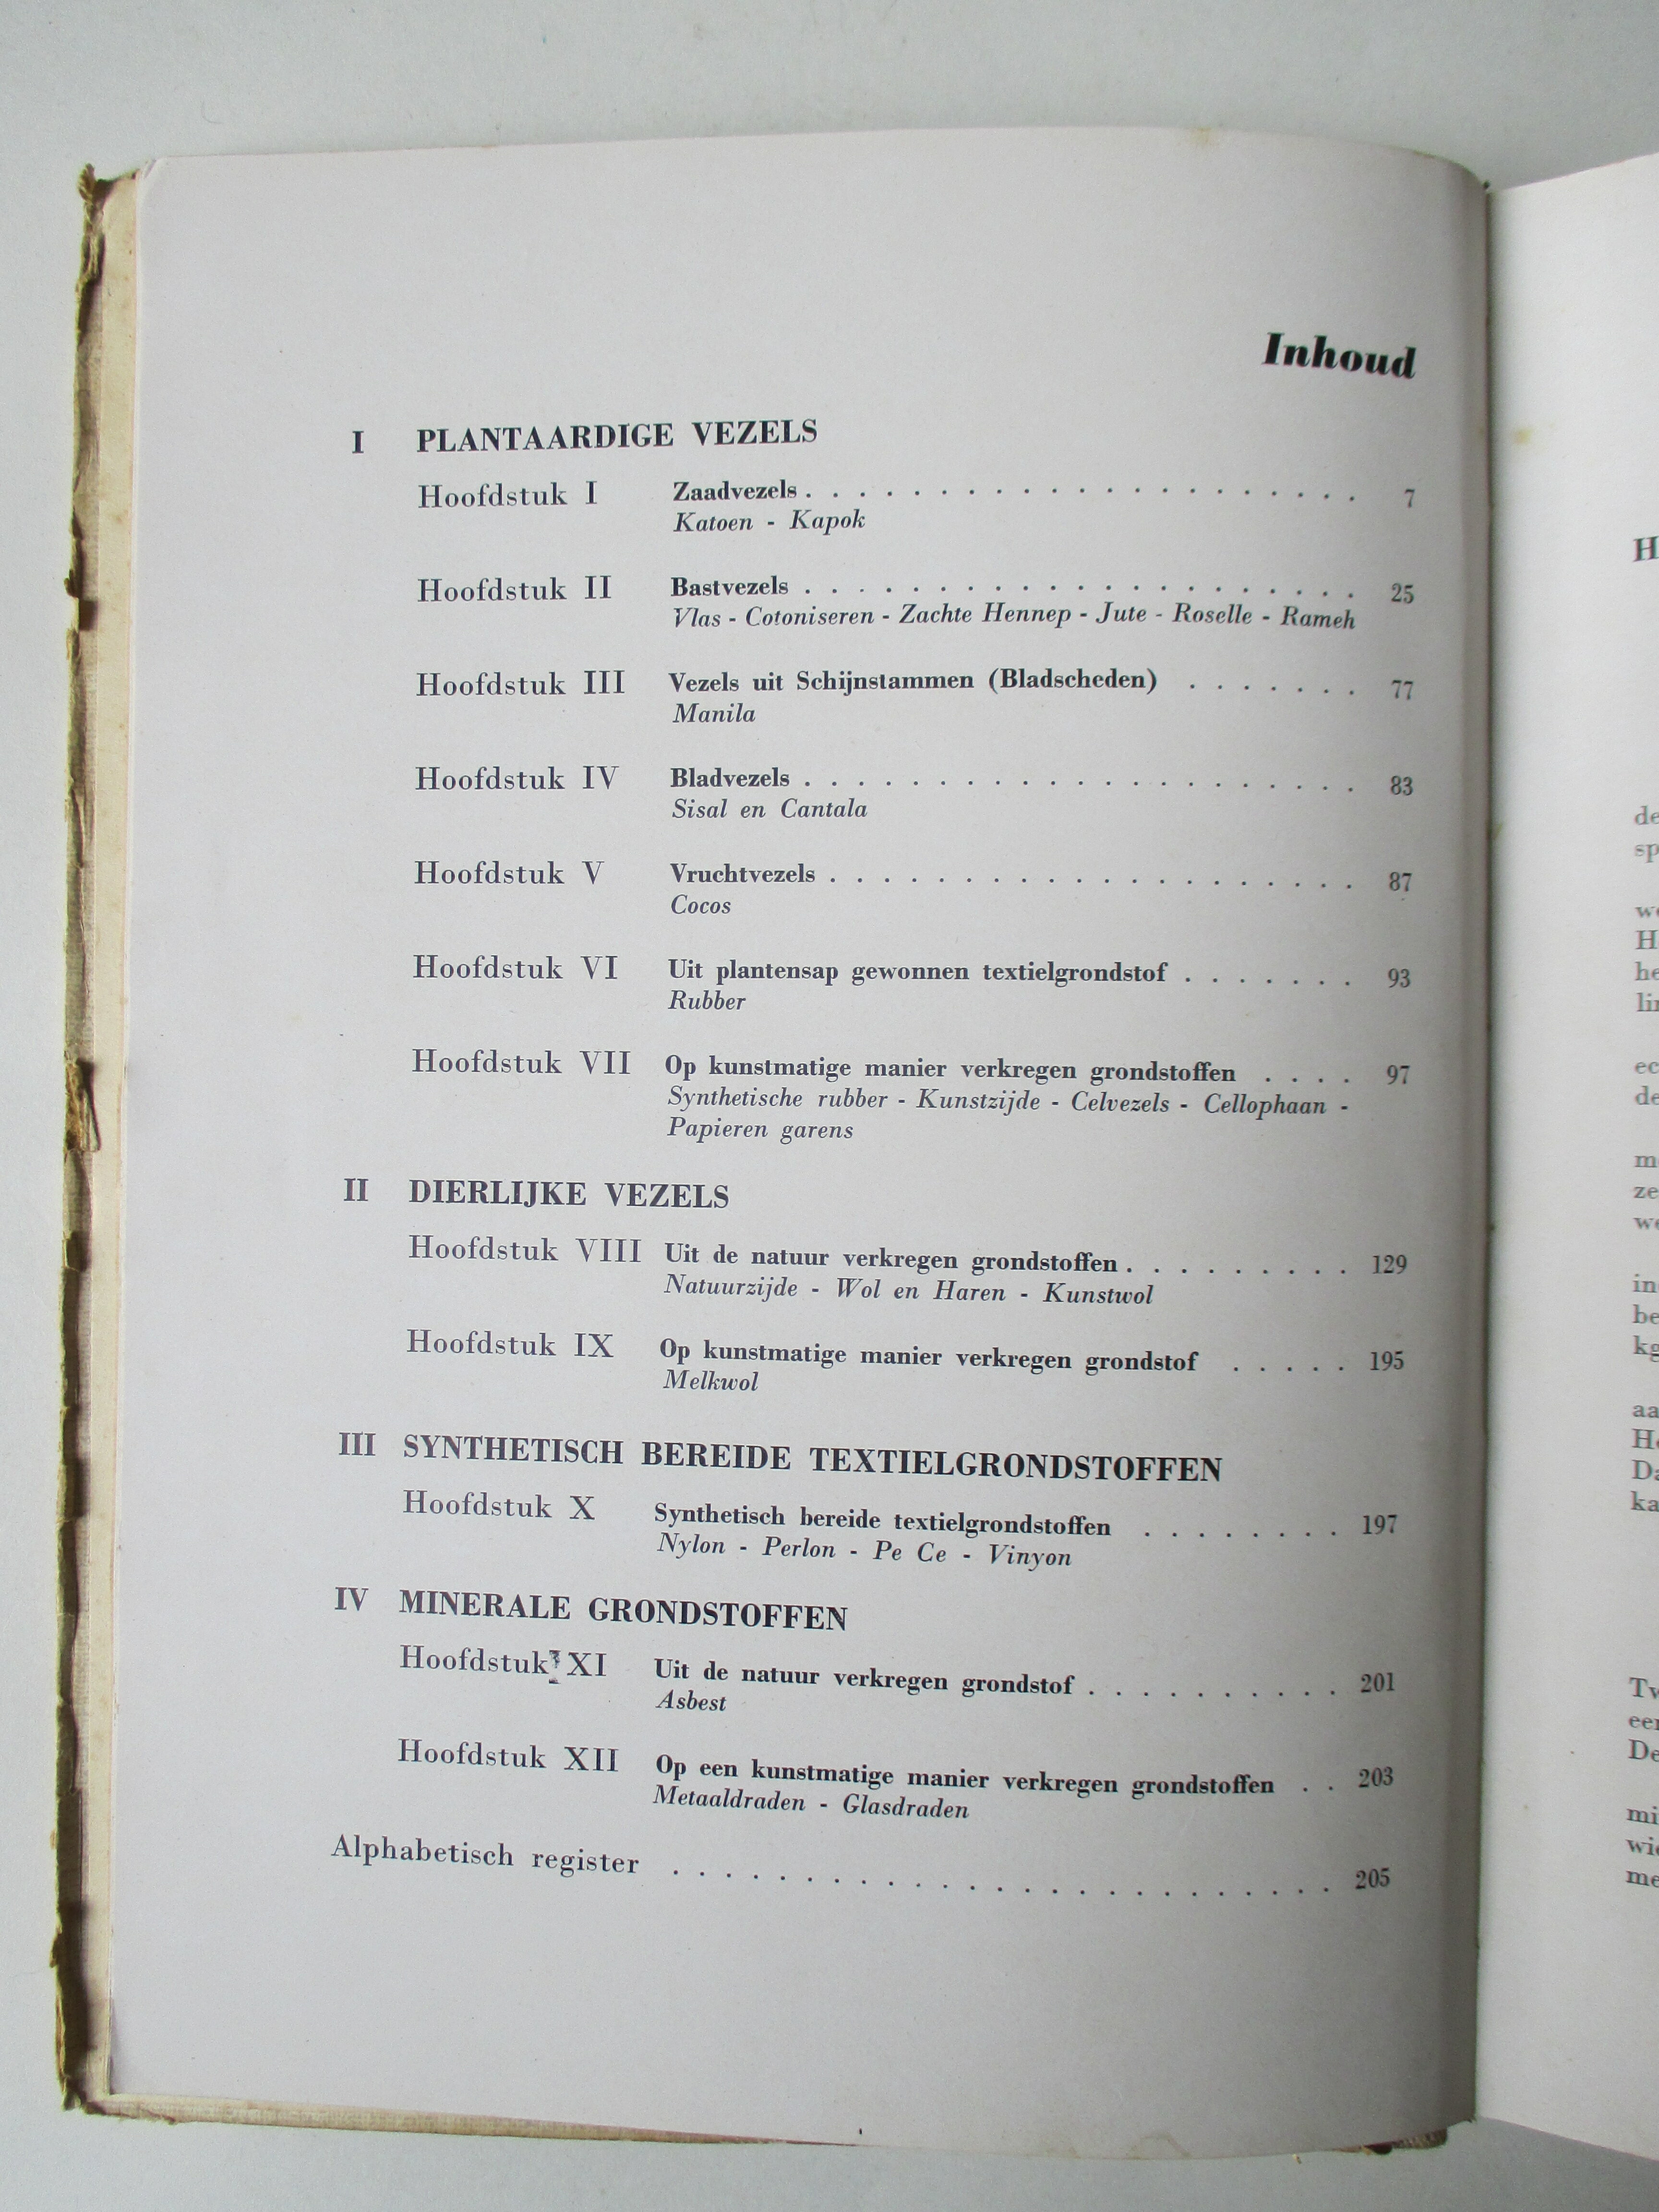 Inhoud
I PLANTAARDIGE VEZELS
Hoofdstuk I Zaadvezels . . . . . . . . . . . . . . . . . . . . . 7
Katoen - Kapok
Hoofdstuk II Bastvezels . . . . . . . . . . . . . . . . . . . . . 25
Vlas - Cotoniseren - Zachte Hennep - Jute - Roselle - Rameh
Hoofdstuk III Vezels uit Schijnstammen (Bladscheden) . . . . . . . 77
Manila
Hoofdstuk IV Bladvezels . . . . . . . . . . . . . . . . . . . . . 83
Sisal en Cantala
Hoofdstuk V Vruchtvezels . . . . . . . . . . . . . . . . . . . . 87
Cocos
Hoofdstuk VI Uit plantensap gewonnen textielgrondstof . . . . . . . 93
Rubber
Hoofdstuk VII Op kunstmatige manier verkregen grondstoffen . . . . 97
Synthetische rubber - Kunstzijde - Celvezels - Cellophaan -
Papieren garens
II DIERLIJKE VEZELS
Hoofdstuk VIII Uit de natuur verkregen grondstoffen . . . . . . . . . 129
Natuurzijde - Wol en Haren - Kunstwol
Hoofdstuk IX Op kunstmatige manier verkregen grondstof . . . . . 195
Melkwol
III SYNTHETISCH BEREIDE TEXTIELGRONDSTOFFEN
Hoofdstuk X Synthetisch bereide textielgrondstoffen . . . . . . . . 197
Nylon - Perlon - Pe Ce - Vinyon
IV MINERALE GRONDSTOFFEN
Hoofdstuk XI Uit de natuur verkregen grondstof . . . . . . . . . . 201
Asbest
Hoofdstuk XII Op een kunstmatige manier verkregen grondstoffen . . 203
Metaaldraden - Glasdraden
Alphabetisch register . . . . . . . . . . . . . . . . . . . . . . . . . 205